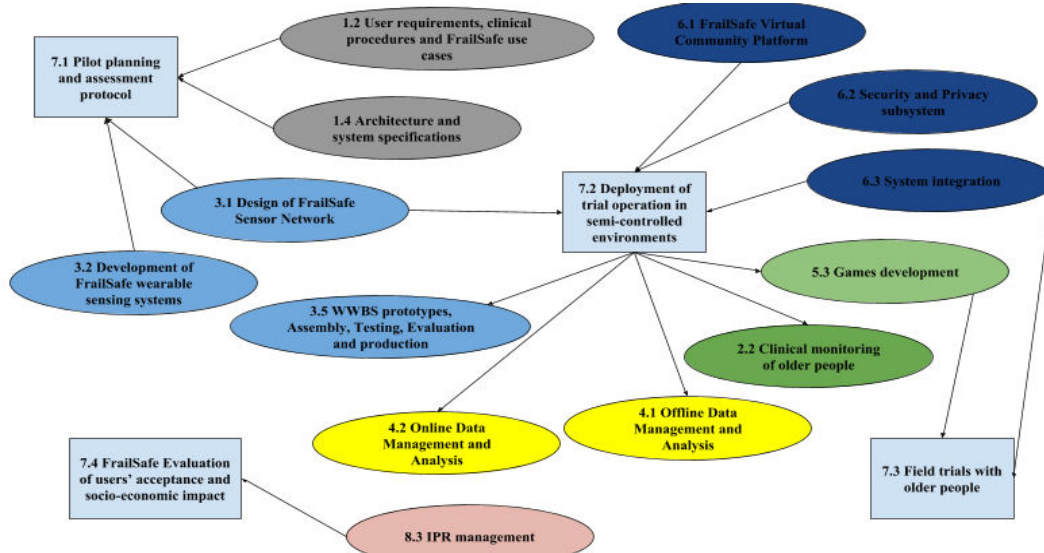 1.2 User requirements, clinical
procedures and FrailSafe use
cases
6.1 FrailSafe Virtual
Community Platform
7.1 Pilot planning
and assessment
protocol
6.2 Security and Privacy
subsystem
1.4 Architecture and
system specifications
6.3 System integration
7.2 Deployment of
trial operation in
semi-controlled
environments
3.1 Design of FrailSafe
Sensor Network
3.2 Development of
FrailSafe wearable
sensing systems
5.3 Games development
3.5 WWBS prototypes,
Assembly, Testing, Evaluation
and production
2.2 Clinical monitoring
of older people
4.2 Online Data
Management and
Analysis
4.1 Offline Data
Management and
Analysis
7.4 FrailSafe Evaluation
of users’ acceptance and
socio-economic impact
7.3 Field trials with
older people
8.3 IPR management